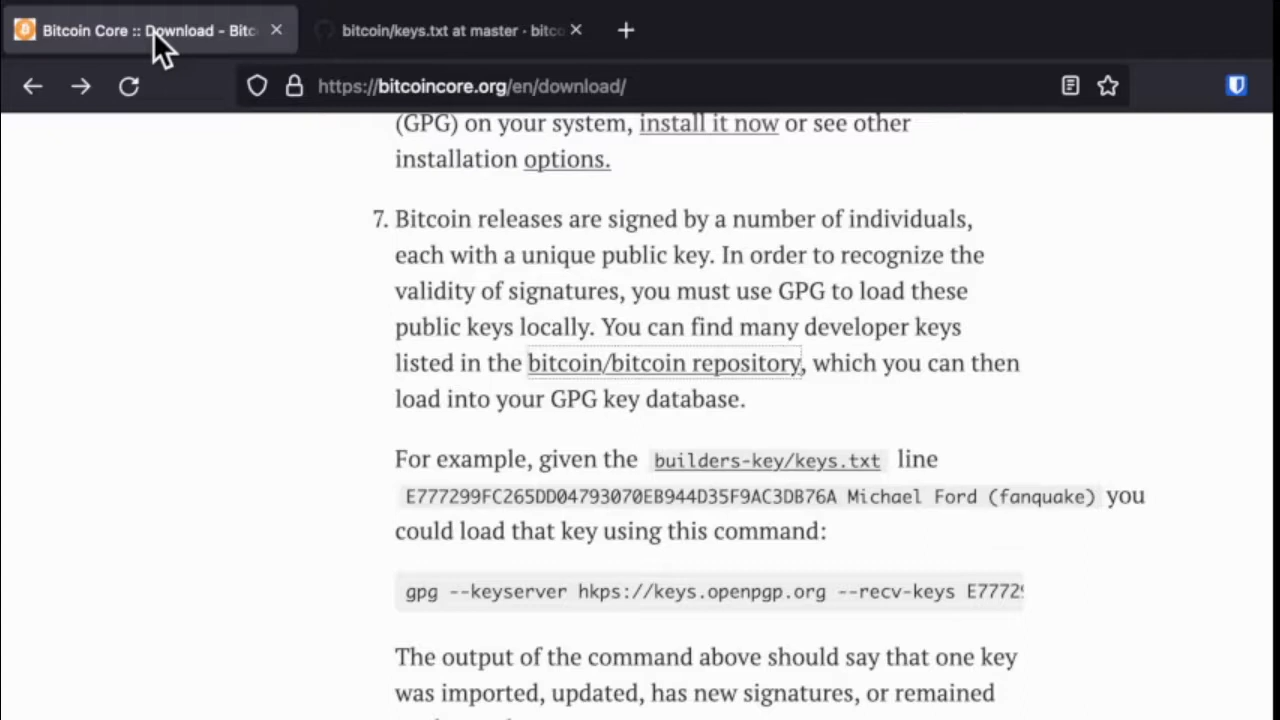 Bitcoin Core :: Download - Bitc
bitcoin/keys.txt at master · bitco
https://bitcoincore.org/en/download/
(GPG) on your system, install it now or see other
installation options.
7. Bitcoin releases are signed by a number of individuals,
each with a unique public key. In order to recognize the
validity of signatures, you must use GPG to load these
public keys locally. You can find many developer keys
listed in the bitcoin/bitcoin repository, which you can then
load into your GPG key database.
For example, given the builders-key/keys.txt line
E777299FC265DD04793070EB944D35F9AC3DB76A Michael Ford (fanquake) you
could load that key using this command:
gpg --keyserver hkps://keys.openpgp.org --recv-keys E77729
The output of the command above should say that one key
was imported, updated, has new signatures, or remained